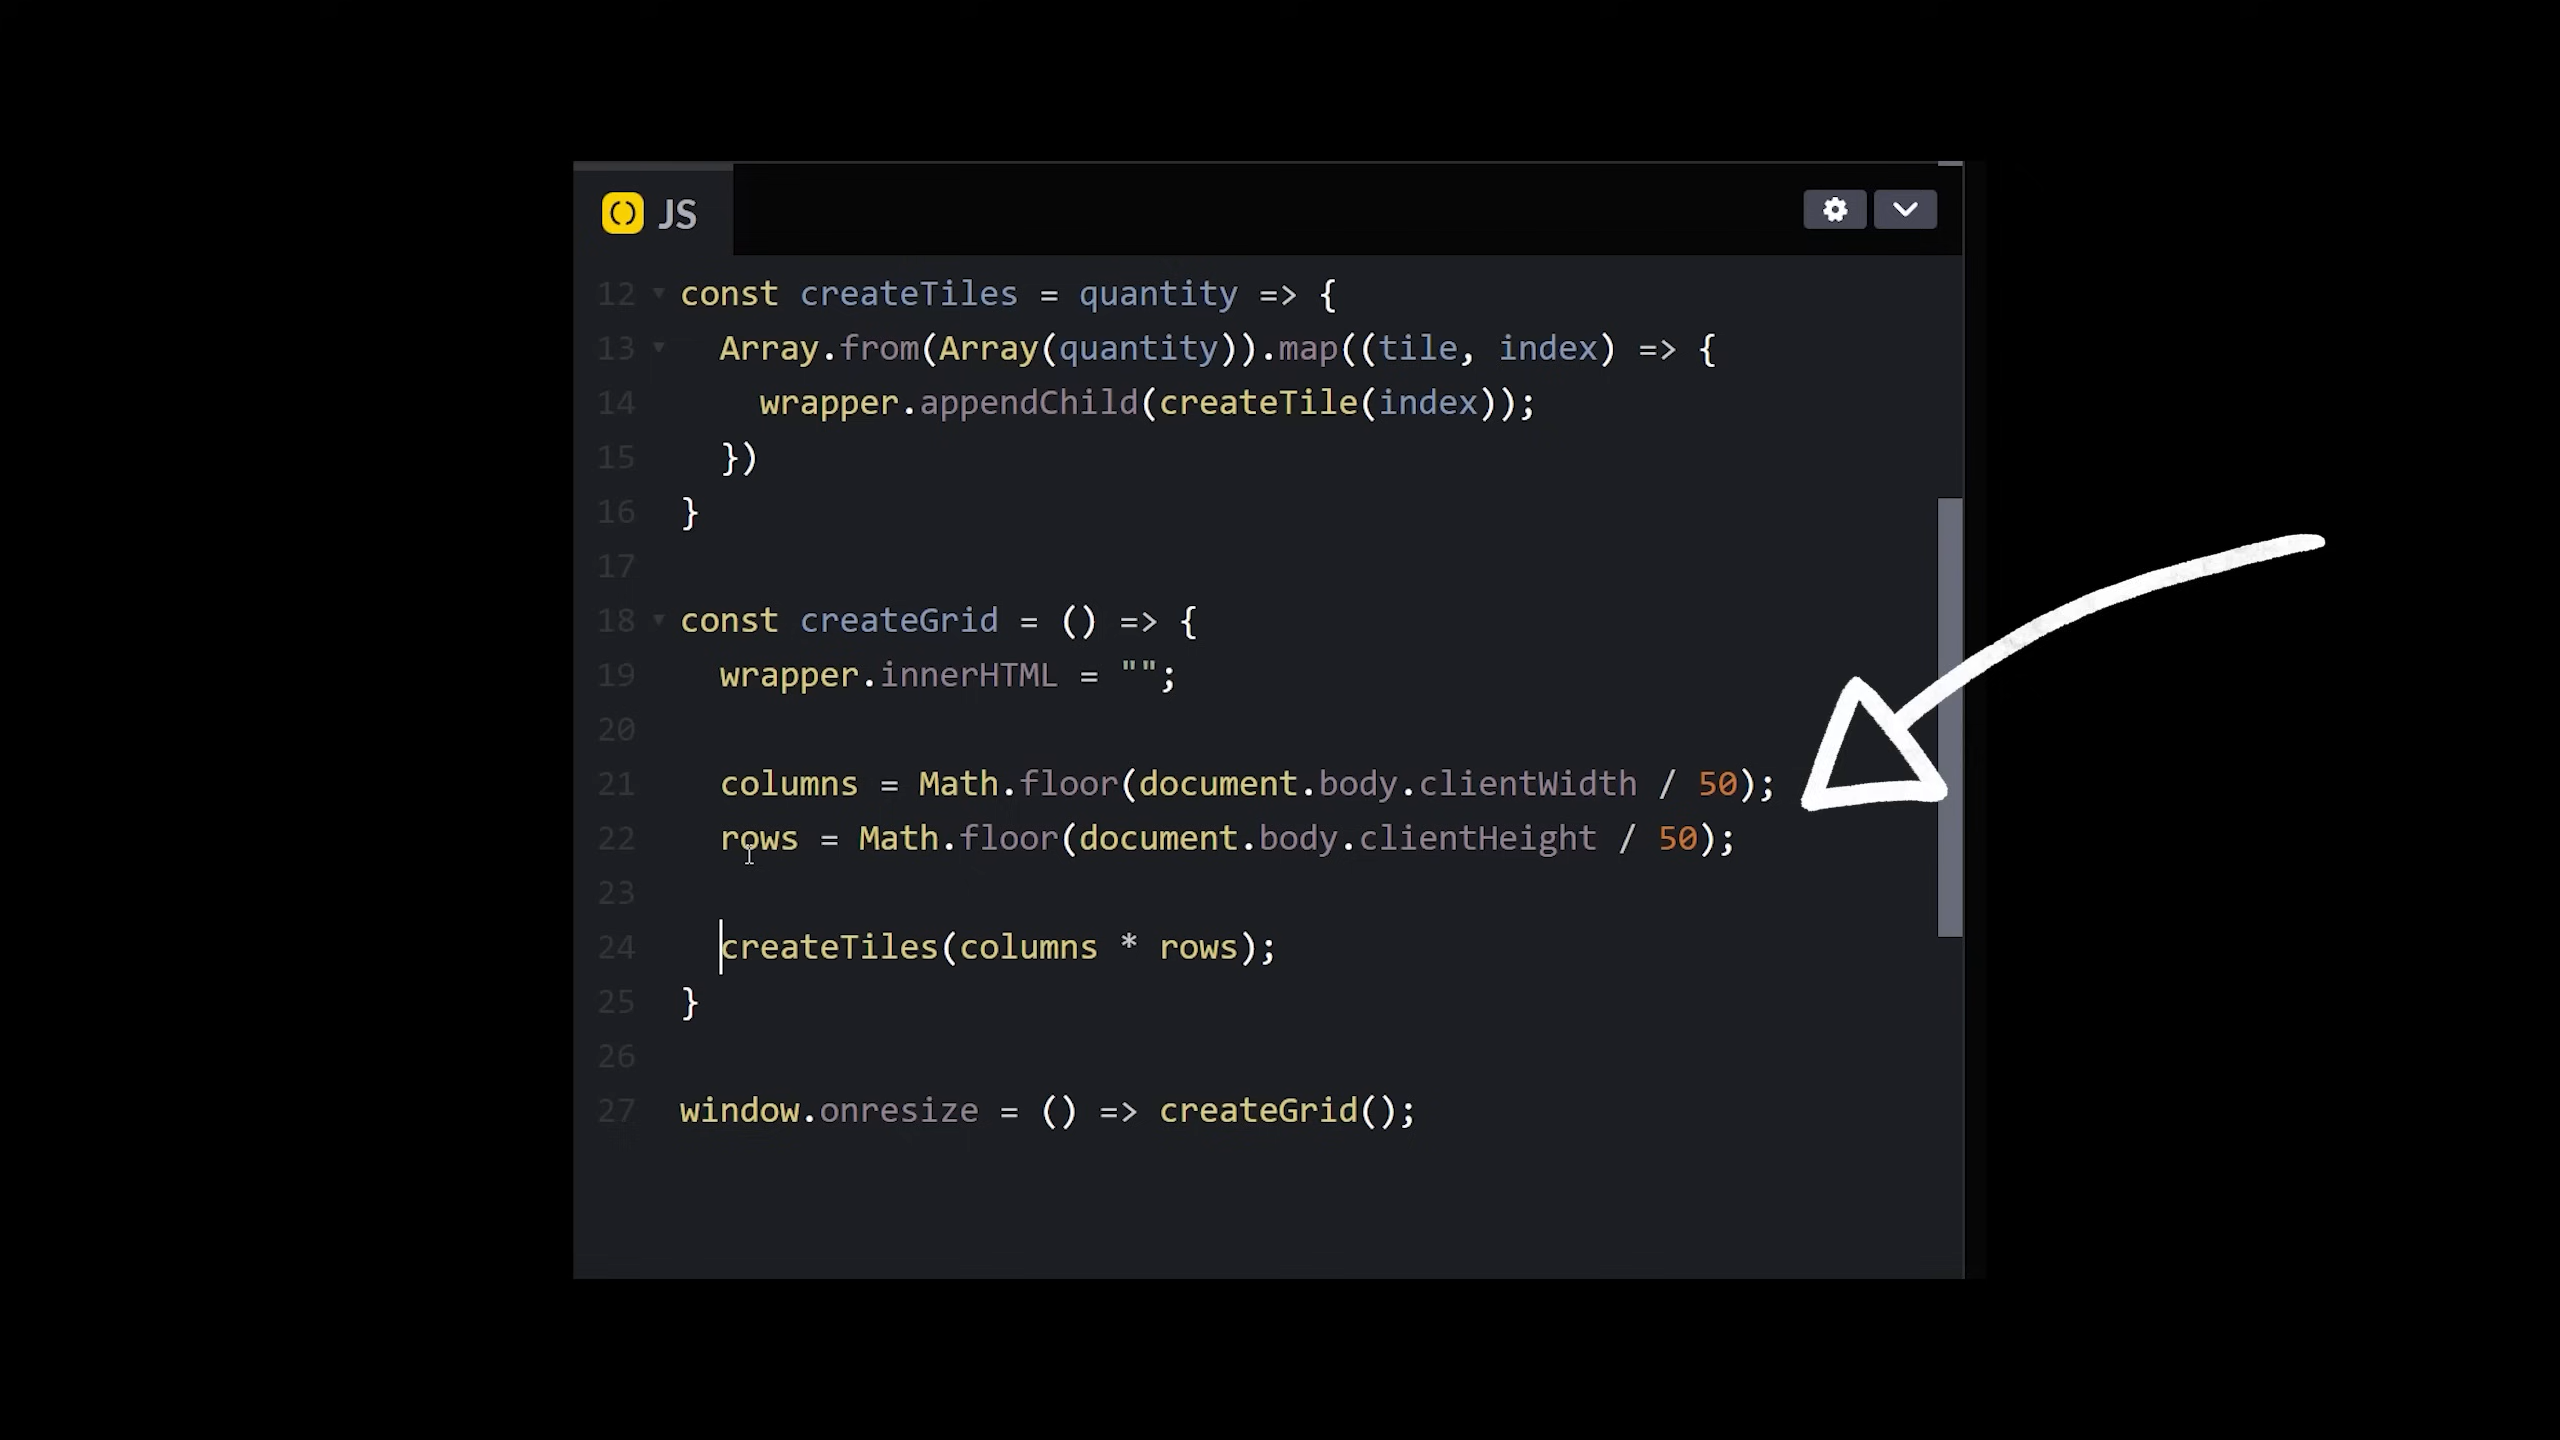 JS
12 const createTiles = quantity => {
13 Array.from(Array(quantity)).map((tile, index) => {
14 wrapper.appendChild(createTile(index));
15 })
16 }
17
18 const createGrid = () => {
19 wrapper.innerHTML = "";
20
21 columns = Math.floor(document.body.clientWidth / 50);
22 rows = Math.floor(document.body.clientHeight / 50);
23
24 createTiles(columns * rows);
25 }
26
27 window.onresize = () => createGrid();